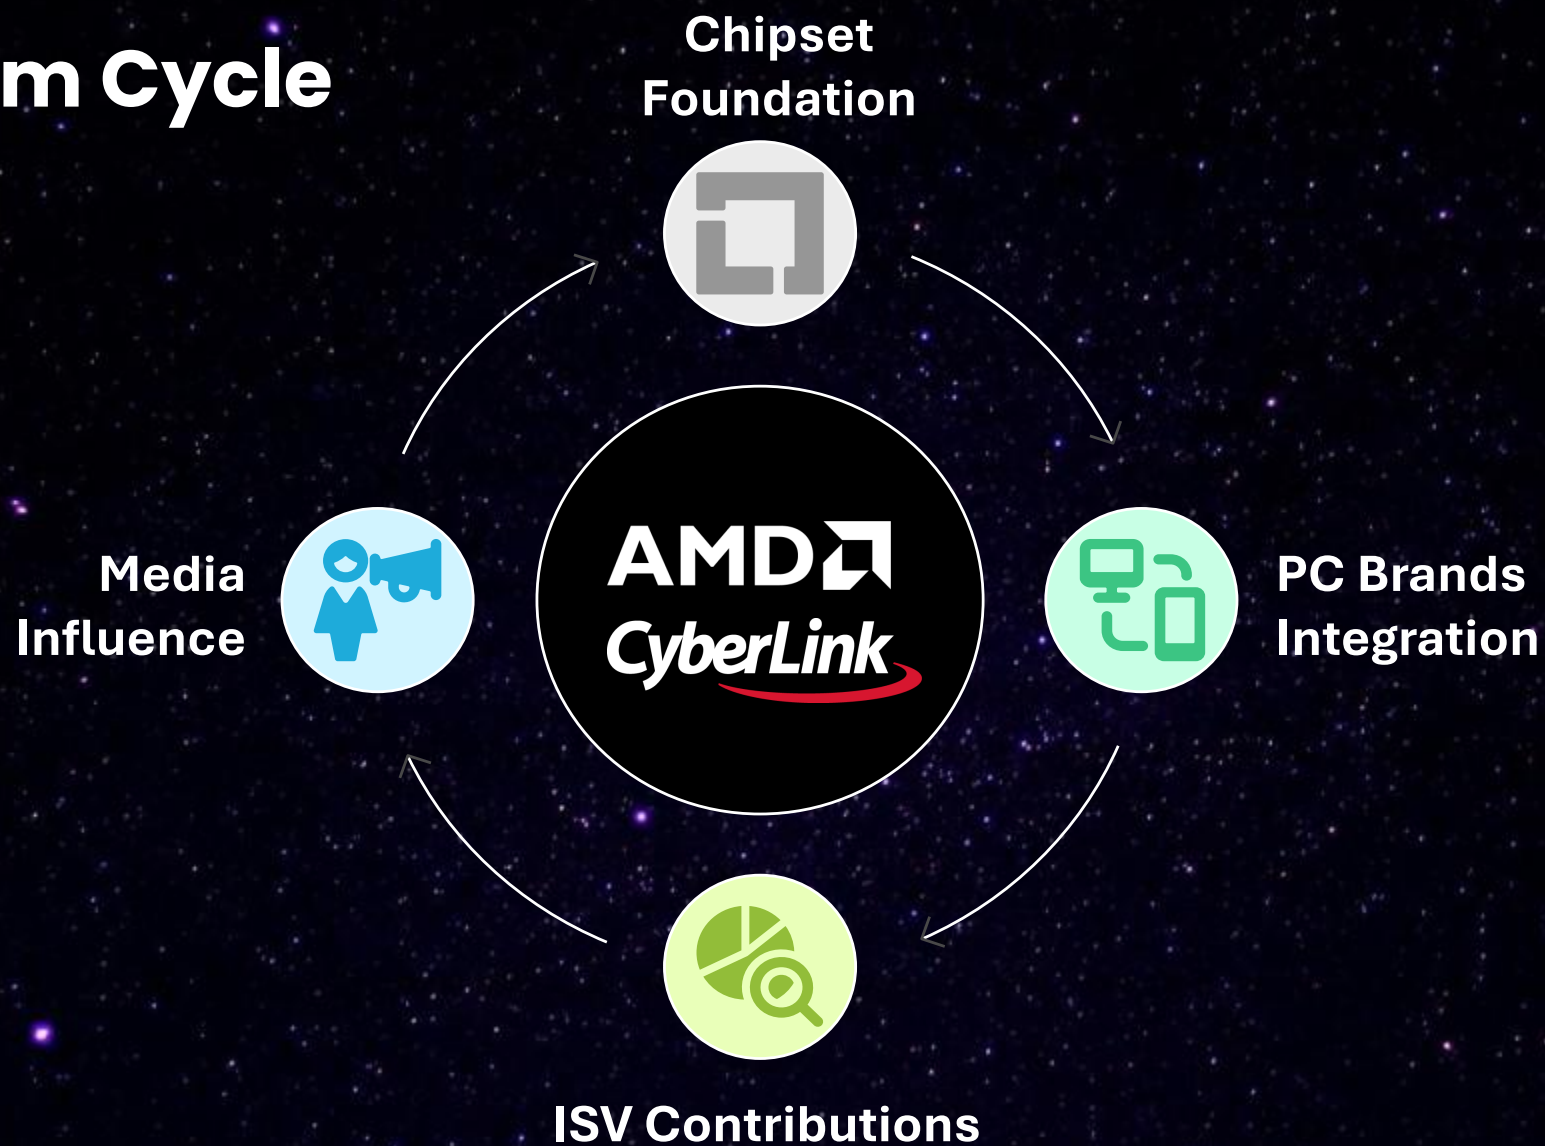 m Cycle
Chipset
Foundation
Media
Influence
AMD
CyberLink
PC Brands
Integration
ISV Contributions